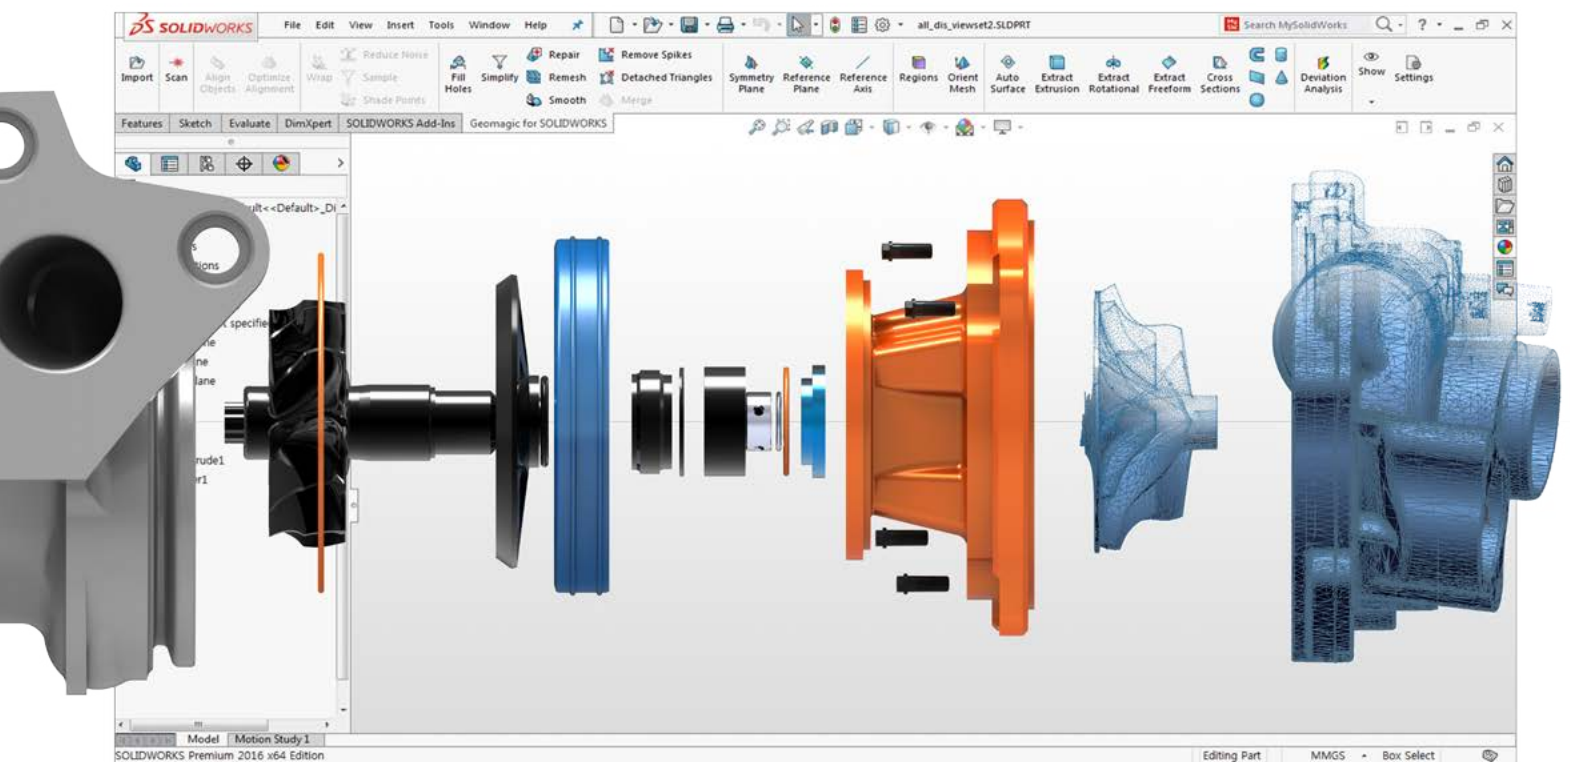 SOLIDWORKS File Edit View Insert Tools Window Help all_dis_viewset2.SLDPRT Search MySolidWorks ?
Reduce Noise Repair Remove Spikes
Import Scan Align Objects Optimize Alignment Wrap Sample Fill Holes Simplify Remesh Detached Triangles Symmetry Plane Reference Plane Reference Axis Regions Orient Mesh Auto Surface Extract Extrusion Extract Rotational Extract Freeform Cross Sections Deviation Analysis Show Settings
Shade Points Smooth Merge
Features Sketch Evaluate DimXpert SOLIDWORKS Add-Ins Geomagic for SOLIDWORKS
ult<<Default>_Di
s
tions
t specifie
ne
ne
lane
rude1
r1
Model Motion Study 1
SOLIDWORKS Premium 2016 x64 Edition Editing Part MMGS Box Select